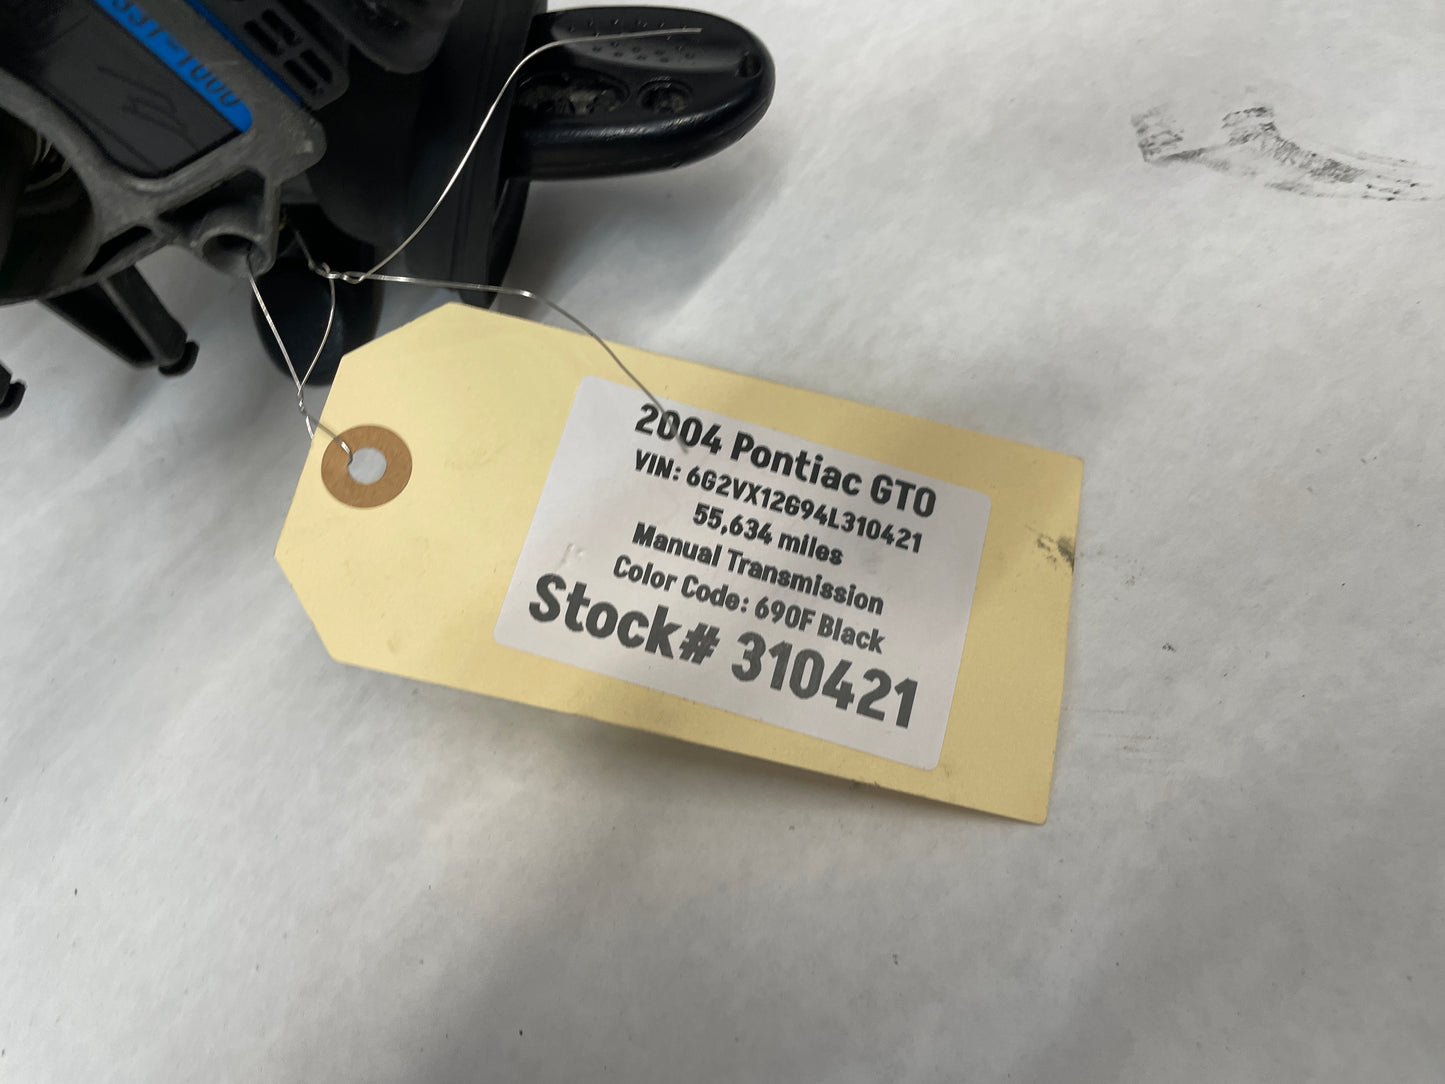 2004 Pontiac GTO
VIN: 6G2VX12G94L310421
55,634 miles
Manual Transmission
Color Code: 690F Black
Stock# 310421